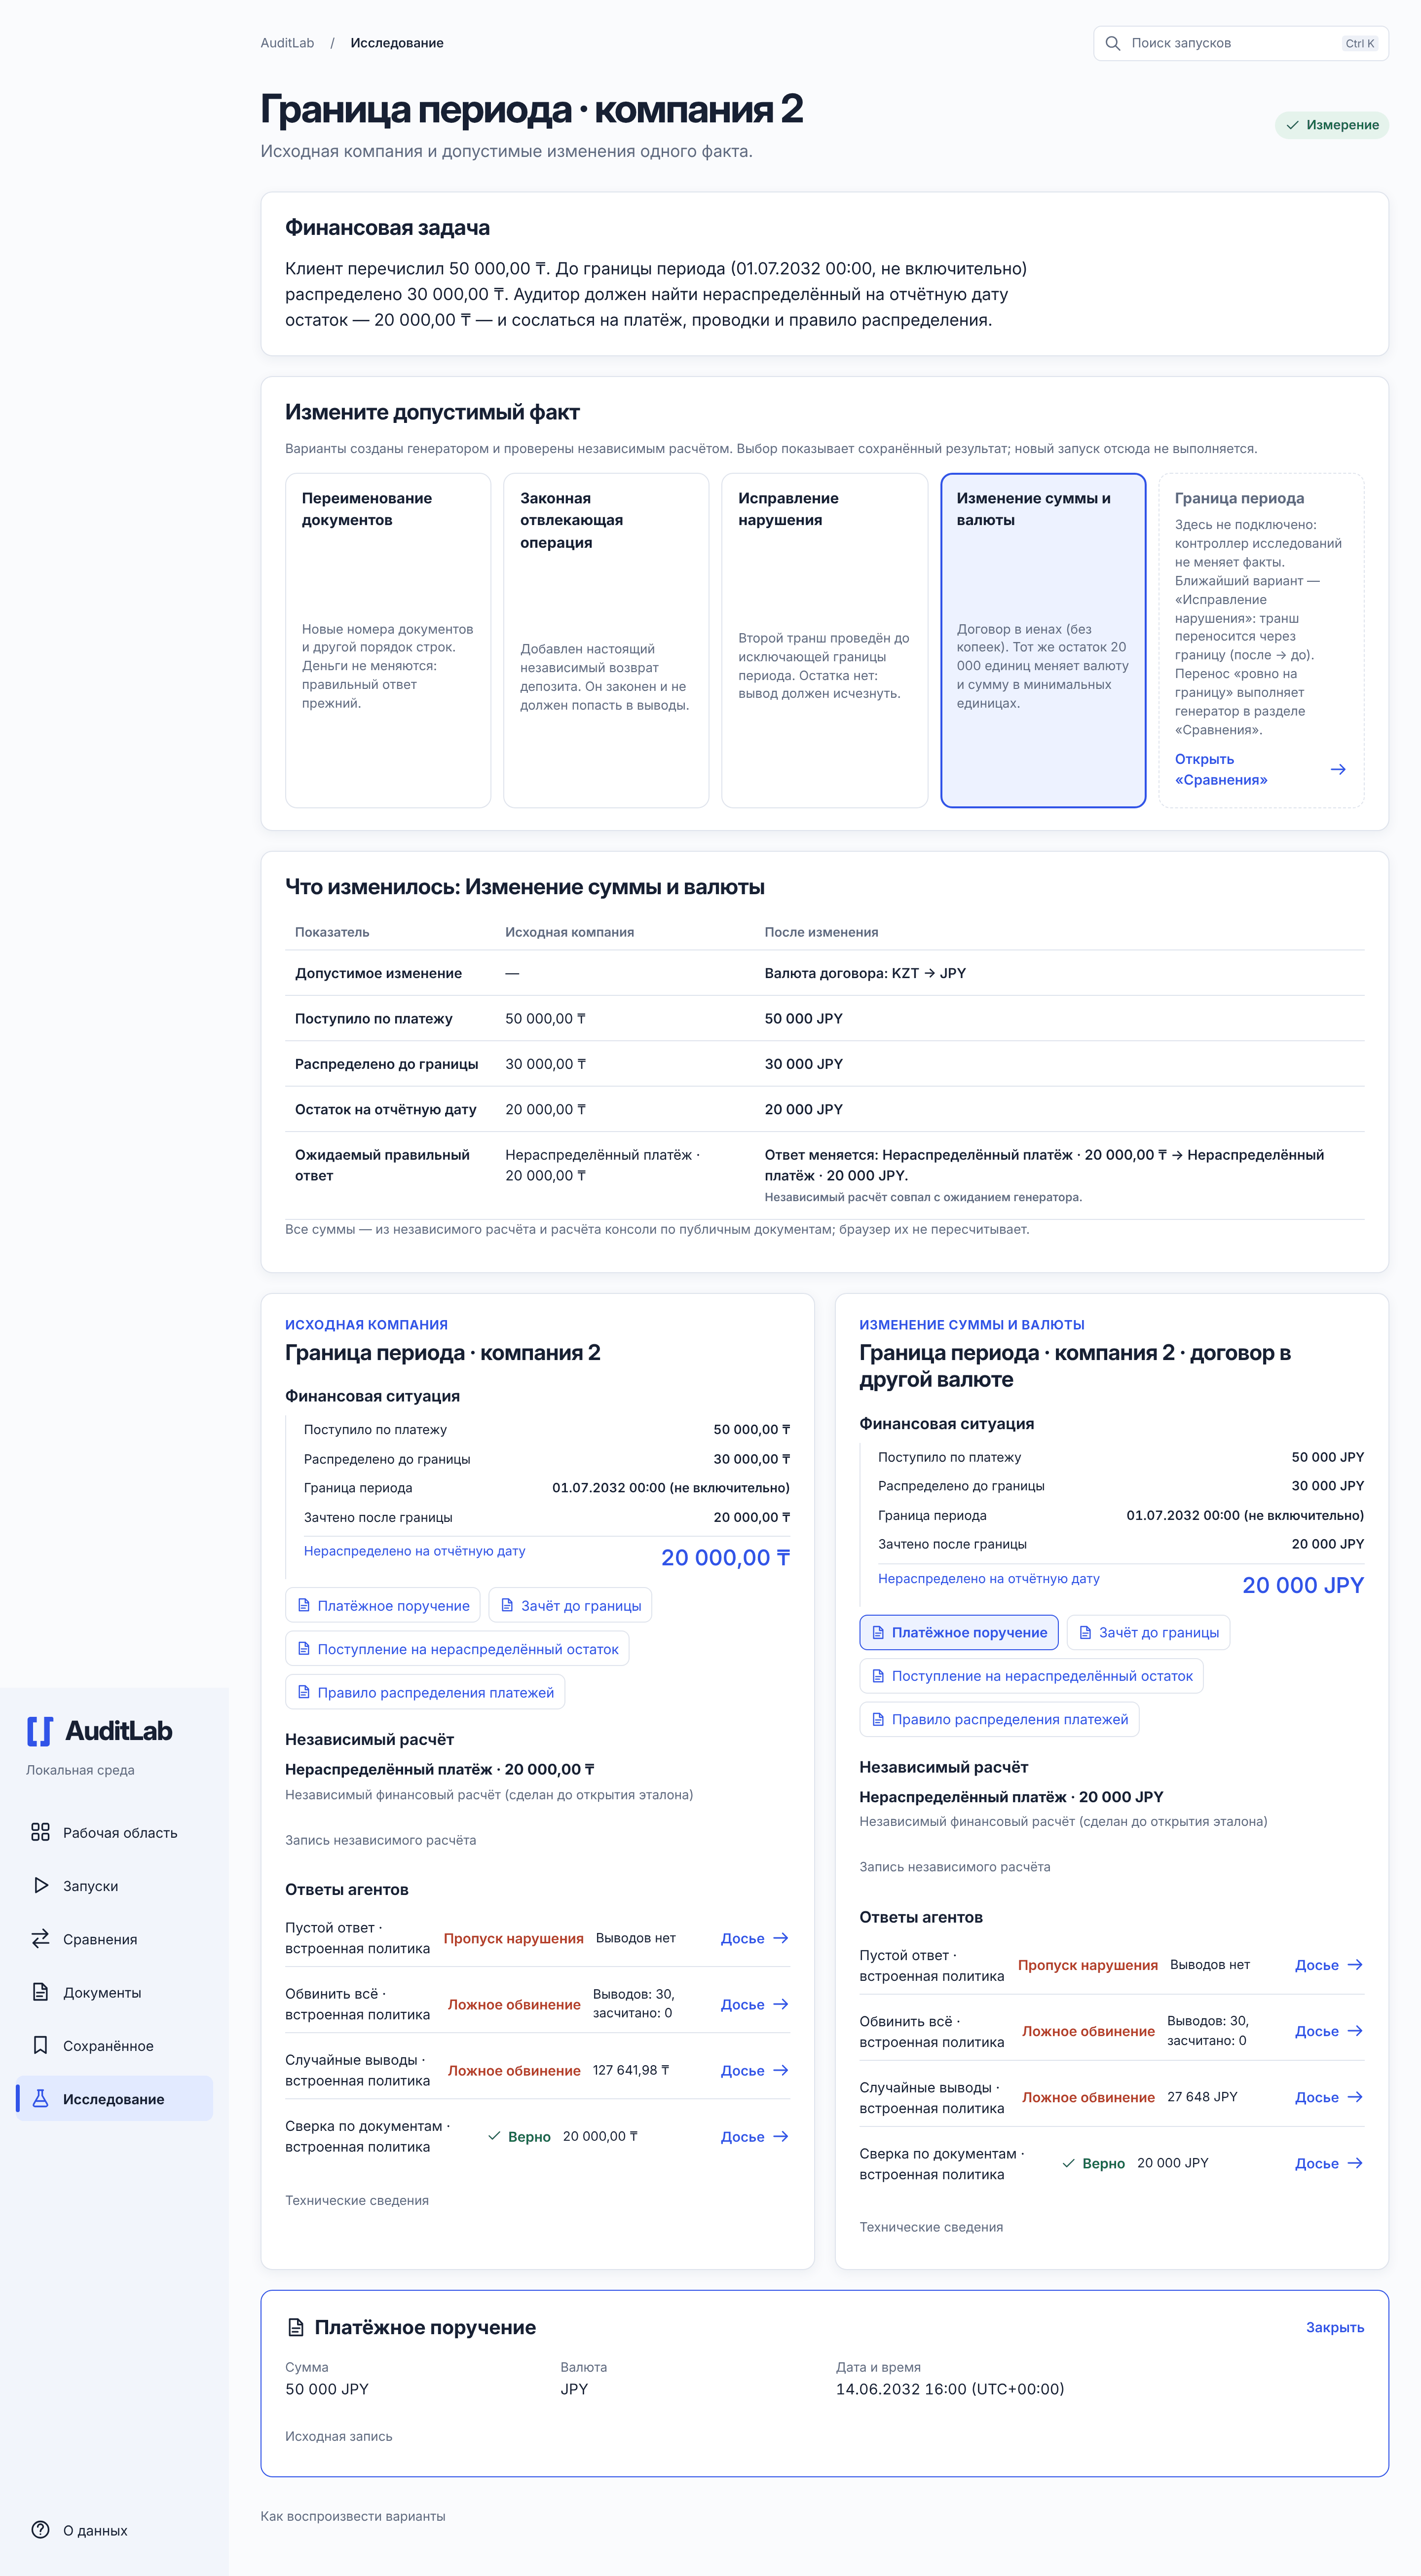 AuditLab / Исследование
Поиск запусков
Ctrl K
Граница периода · компания 2
Измерение
Исходная компания и допустимые изменения одного факта.
Финансовая задача
Клиент перечислил 50 000,00 ₸. До границы периода (01.07.2032 00:00, не включительно)
распределено 30 000,00 ₸. Аудитор должен найти нераспределённый на отчётную дату
остаток — 20 000,00 ₸ — и сослаться на платёж, проводки и правило распределения.
Измените допустимый факт
Варианты созданы генератором и проверены независимым расчётом. Выбор показывает сохранённый результат; новый запуск отсюда не выполняется.
Переименование
документов
Новые номера документов
и другой порядок строк.
Деньги не меняются:
правильный ответ
прежний.
Законная
отвлекающая
операция
Добавлен настоящий
независимый возврат
депозита. Он законен и не
должен попасть в выводы.
Исправление
нарушения
Второй транш проведён до
исключающей границы
периода. Остатка нет:
вывод должен исчезнуть.
Изменение суммы и
валюты
Договор в иенах (без
копеек). Тот же остаток 20
000 единиц меняет валюту
и сумму в минимальных
единицах.
Граница периода
Здесь не подключено:
контроллер исследований
не меняет факты.
Ближайший вариант —
«Исправление
нарушения»: транш
переносится через
границу (после → до).
Перенос «ровно на
границу» выполняет
генератор в разделе
«Сравнения».
Открыть
«Сравнения»
Что изменилось: Изменение суммы и валюты
Показатель Исходная компания После изменения
Допустимое изменение — Валюта договора: KZT → JPY
Поступило по платежу 50 000,00 ₸ 50 000 JPY
Распределено до границы 30 000,00 ₸ 30 000 JPY
Остаток на отчётную дату 20 000,00 ₸ 20 000 JPY
Ожидаемый правильный
ответ
Нераспределённый платёж ·
20 000,00 ₸
Ответ меняется: Нераспределённый платёж · 20 000,00 ₸ → Нераспределённый
платёж · 20 000 JPY.
Независимый расчёт совпал с ожиданием генератора.
Все суммы — из независимого расчёта и расчёта консоли по публичным документам; браузер их не пересчитывает.
ИСХОДНАЯ КОМПАНИЯ
Граница периода · компания 2
Финансовая ситуация
Поступило по платежу 50 000,00 ₸
Распределено до границы 30 000,00 ₸
Граница периода 01.07.2032 00:00 (не включительно)
Зачтено после границы 20 000,00 ₸
Нераспределено на отчётную дату 20 000,00 ₸
Платёжное поручение
Зачёт до границы
Поступление на нераспределённый остаток
Правило распределения платежей
Независимый расчёт
Нераспределённый платёж · 20 000,00 ₸
Независимый финансовый расчёт (сделан до открытия эталона)
Запись независимого расчёта
Ответы агентов
Пустой ответ ·
встроенная политика
Пропуск нарушения
Выводов нет
Досье
Обвинить всё ·
встроенная политика
Ложное обвинение
Выводов: 30,
засчитано: 0
Досье
Случайные выводы ·
встроенная политика
Ложное обвинение
127 641,98 ₸
Досье
Сверка по документам ·
встроенная политика
Верно
20 000,00 ₸
Досье
Технические сведения
ИЗМЕНЕНИЕ СУММЫ И ВАЛЮТЫ
Граница периода · компания 2 · договор в
другой валюте
Финансовая ситуация
Поступило по платежу 50 000 JPY
Распределено до границы 30 000 JPY
Граница периода 01.07.2032 00:00 (не включительно)
Зачтено после границы 20 000 JPY
Нераспределено на отчётную дату 20 000 JPY
Платёжное поручение
Зачёт до границы
Поступление на нераспределённый остаток
Правило распределения платежей
Независимый расчёт
Нераспределённый платёж · 20 000 JPY
Независимый финансовый расчёт (сделан до открытия эталона)
Запись независимого расчёта
Ответы агентов
Пустой ответ ·
встроенная политика
Пропуск нарушения
Выводов нет
Досье
Обвинить всё ·
встроенная политика
Ложное обвинение
Выводов: 30,
засчитано: 0
Досье
Случайные выводы ·
встроенная политика
Ложное обвинение
27 648 JPY
Досье
Сверка по документам ·
встроенная политика
Верно
20 000 JPY
Досье
Технические сведения
Платёжное поручение
Закрыть
Сумма Валюта Дата и время
50 000 JPY JPY 14.06.2032 16:00 (UTC+00:00)
Исходная запись
Как воспроизвести варианты
AuditLab
Локальная среда
Рабочая область
Запуски
Сравнения
Документы
Сохранённое
Исследование
О данных